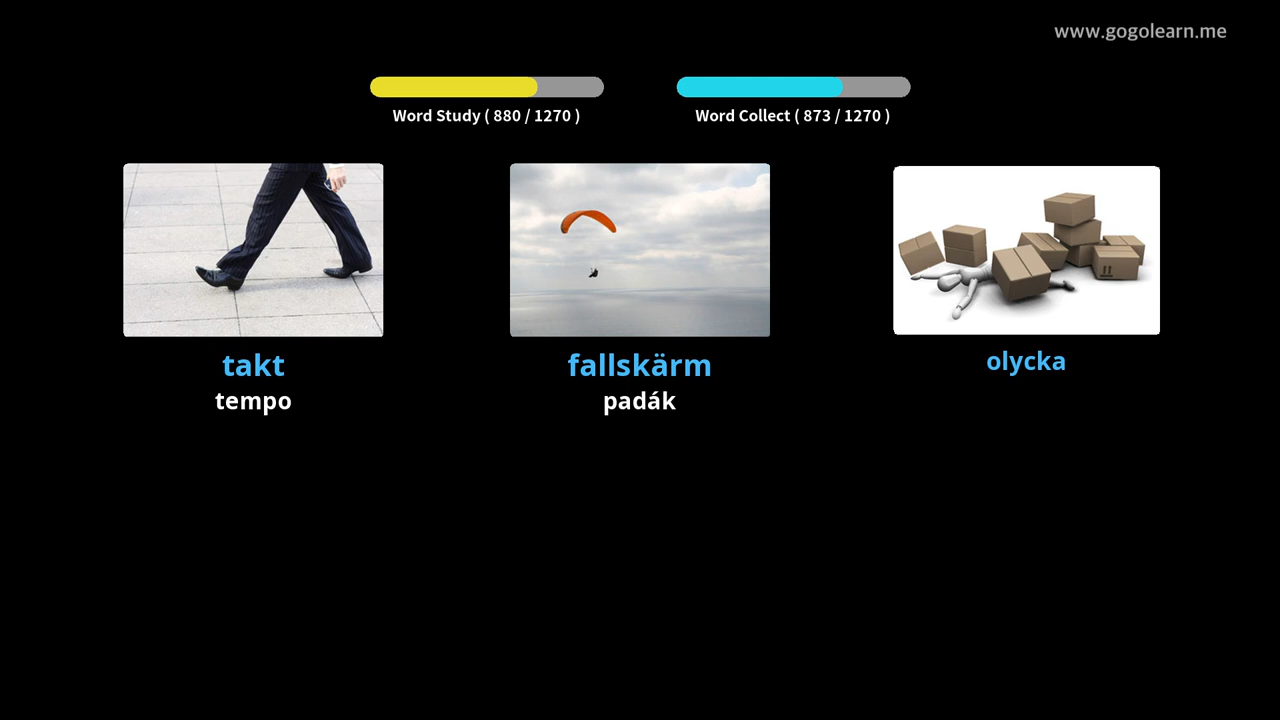 www.gogolearn.me
Word Study ( 880 / 1270 )
Word Collect ( 873 / 1270 )
takt
tempo
fallskärm
padák
olycka